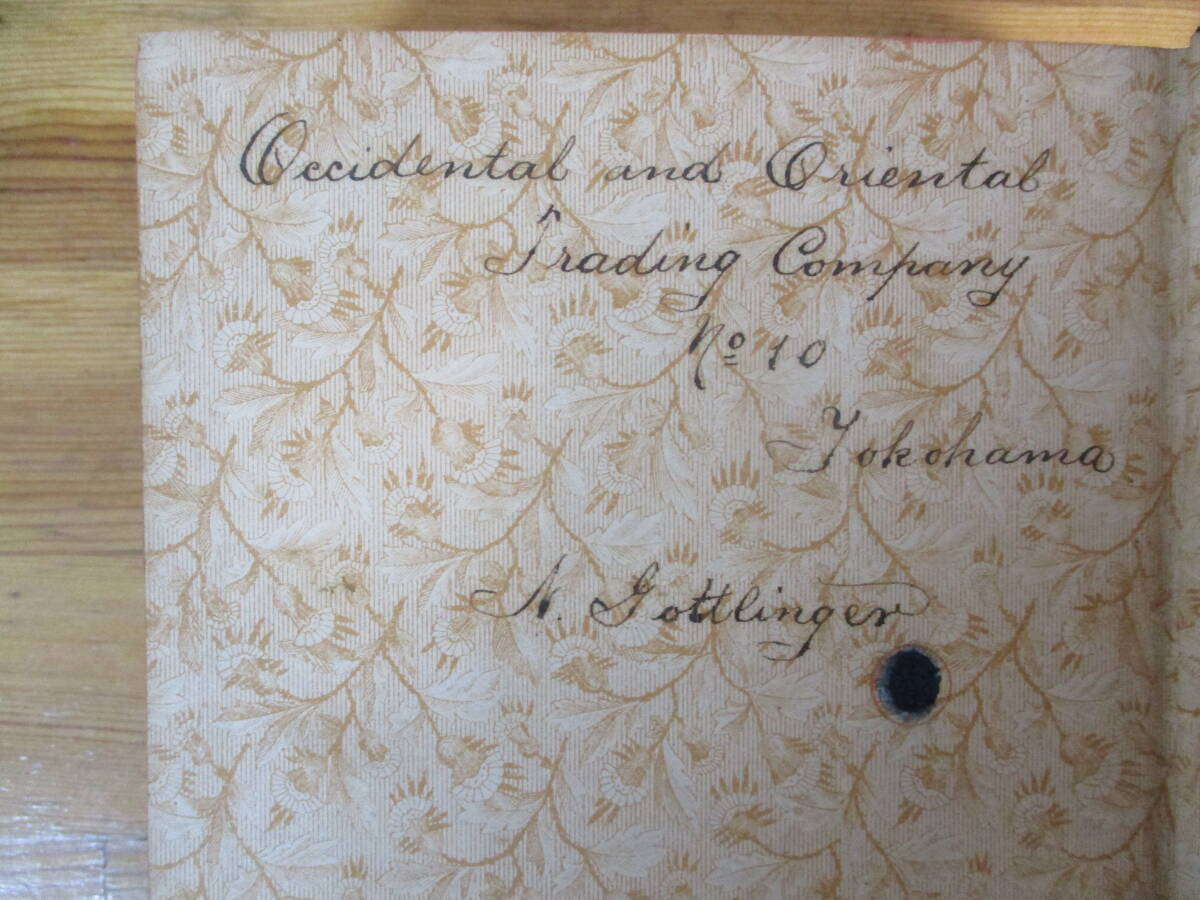 Occidental and Oriental
Trading Company
Nº 10
Yokohama
N. Gottlinger